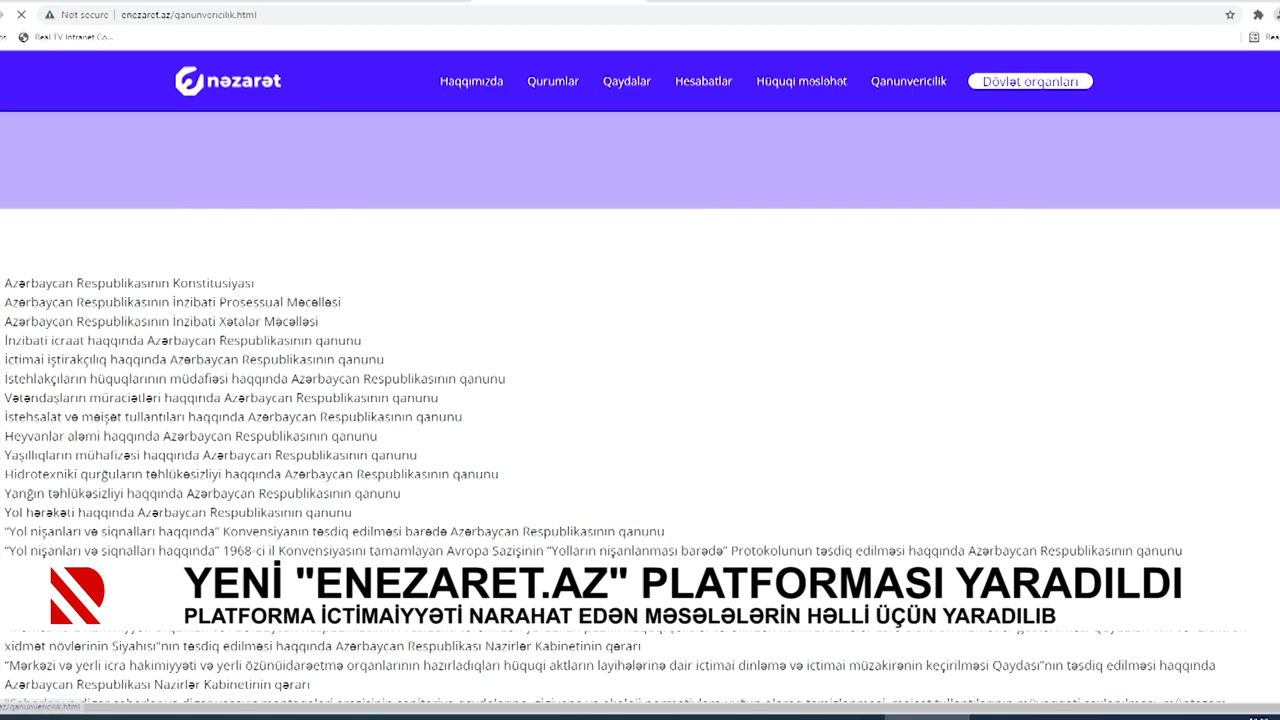 Not secure
enezaret.az/qanunvericilik.html
Real TV Intranet Co...
nəzarət
Haqqımızda
Qurumlar
Qaydalar
Hesabatlar
Hüquqi məsləhət
Qanunvericilik
Dövlət orqanları
Azərbaycan Respublikasının Konstitusiyası
Azərbaycan Respublikasının İnzibati Prosessual Məcəlləsi
Azərbaycan Respublikasının İnzibati Xətalar Məcəlləsi
İnzibati icraat haqqında Azərbaycan Respublikasının qanunu
İctimai iştirakçılıq haqqında Azərbaycan Respublikasının qanunu
İstehlakçıların hüquqlarının müdafiəsi haqqında Azərbaycan Respublikasının qanunu
Vətəndaşların müraciətləri haqqında Azərbaycan Respublikasının qanunu
İstehsalat və məişət tullantıları haqqında Azərbaycan Respublikasının qanunu
Heyvanlar aləmi haqqında Azərbaycan Respublikasının qanunu
Yaşıllıqların mühafizəsi haqqında Azərbaycan Respublikasının qanunu
Hidrotexniki qurğuların təhlükəsizliyi haqqında Azərbaycan Respublikasının qanunu
Yanğın təhlükəsizliyi haqqında Azərbaycan Respublikasının qanunu
Yol hərəkəti haqqında Azərbaycan Respublikasının qanunu
“Yol nişanları və siqnalları haqqında” Konvensiyanın təsdiq edilməsi barədə Azərbaycan Respublikasının qanunu
“Yol nişanları və siqnalları haqqında” 1968-ci il Konvensiyasını tamamlayan Avropa Sazişinin “Yolların nişanlanması barədə” Protokolunun təsdiq edilməsi haqqında Azərbaycan Respublikasının qanunu
YENİ "ENEZARET.AZ" PLATFORMASI YARADILDI
PLATFORMA İCTİMAİYYƏTİ NARAHAT EDƏN MƏSƏLƏLƏRİN HƏLLİ ÜÇÜN YARADILIB
xidmət növlərinin Siyahısı”nın təsdiq edilməsi haqqında Azərbaycan Respublikası Nazirlər Kabinetinin qərarı
“Mərkəzi və yerli icra hakimiyyəti və yerli özünüidarəetmə orqanlarının hazırladıqları hüquqi aktların layihələrinə dair ictimai dinləmə və ictimai müzakirənin keçirilməsi Qaydası”nın təsdiq edilməsi haqqında
Azərbaycan Respublikası Nazirlər Kabinetinin qərarı
az/qanunvericilik.html